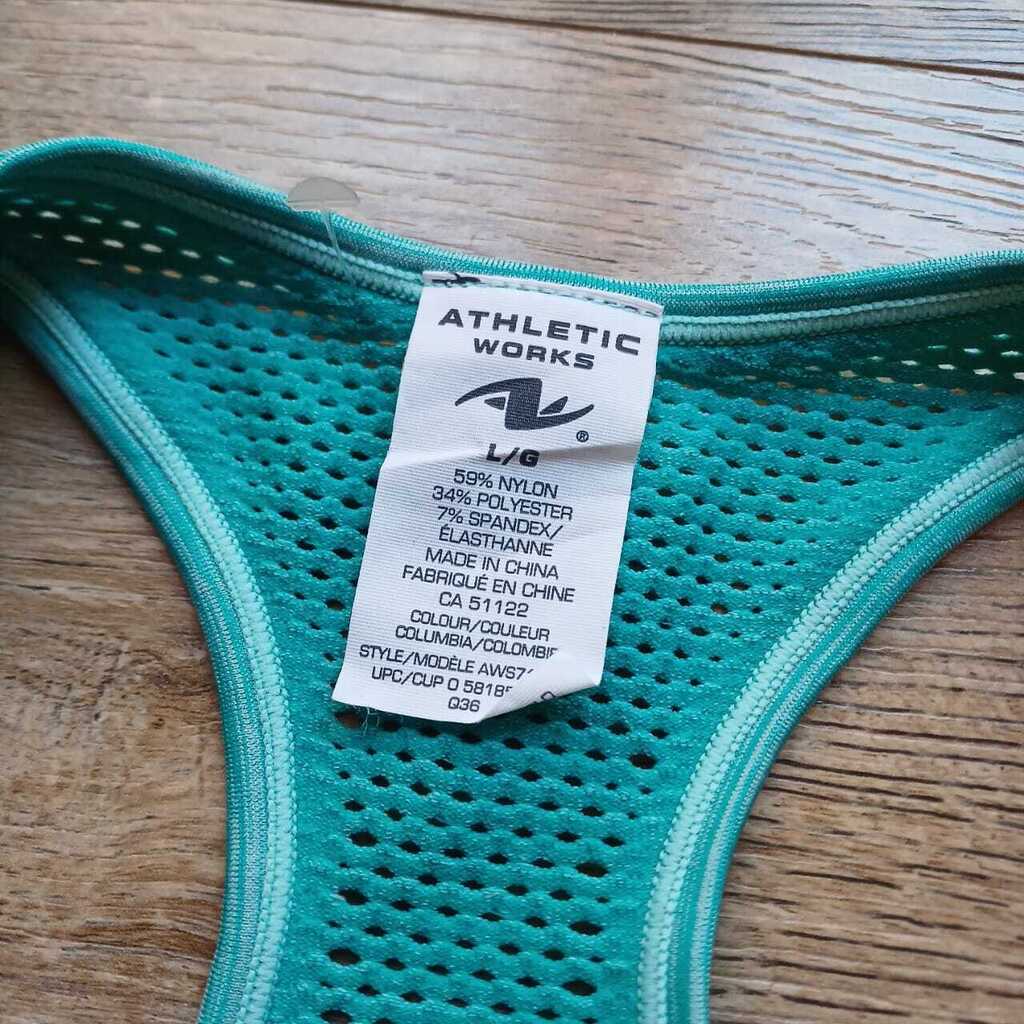 ATHLETIC
WORKS
®
L/G
59% NYLON
34% POLYESTER
7% SPANDEX/
ÉLASTHANNE
MADE IN CHINA
FABRIQUÉ EN CHINE
CA 51122
COLOUR/COULEUR
COLUMBIA/COLOMBIE
STYLE/MODÈLE
UPC/CUP 0
Q36